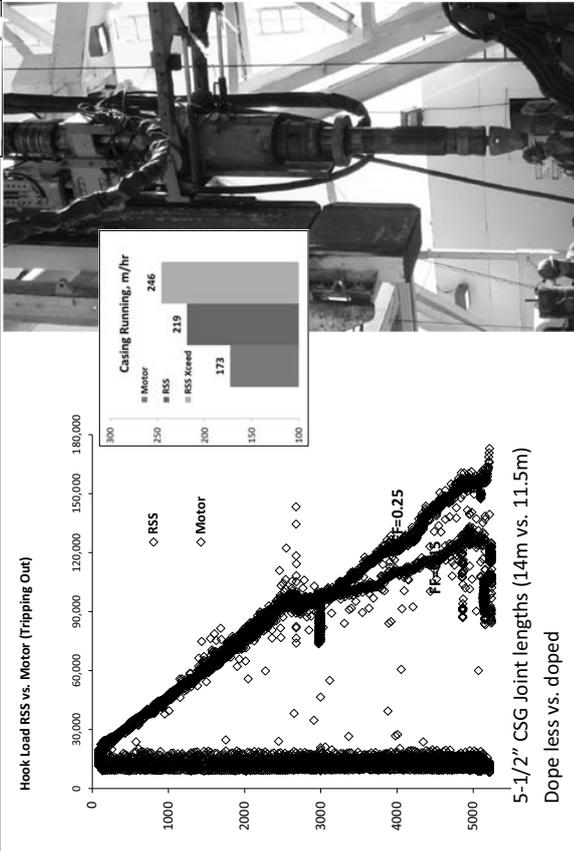 Hook Load RSS vs. Motor (Tripping Out)
0
30,000
60,000
90,000
120,000
150,000
180,000
0
1000
2000
3000
4000
5000
RSS
Motor
F=0.25
Casing Running, m/hr
300
250
200
150
100
Motor
RSS
RSS Xceed
173
219
246
5-1/2” CSG Joint lengths (14m vs. 11.5m)
Dope less vs. doped